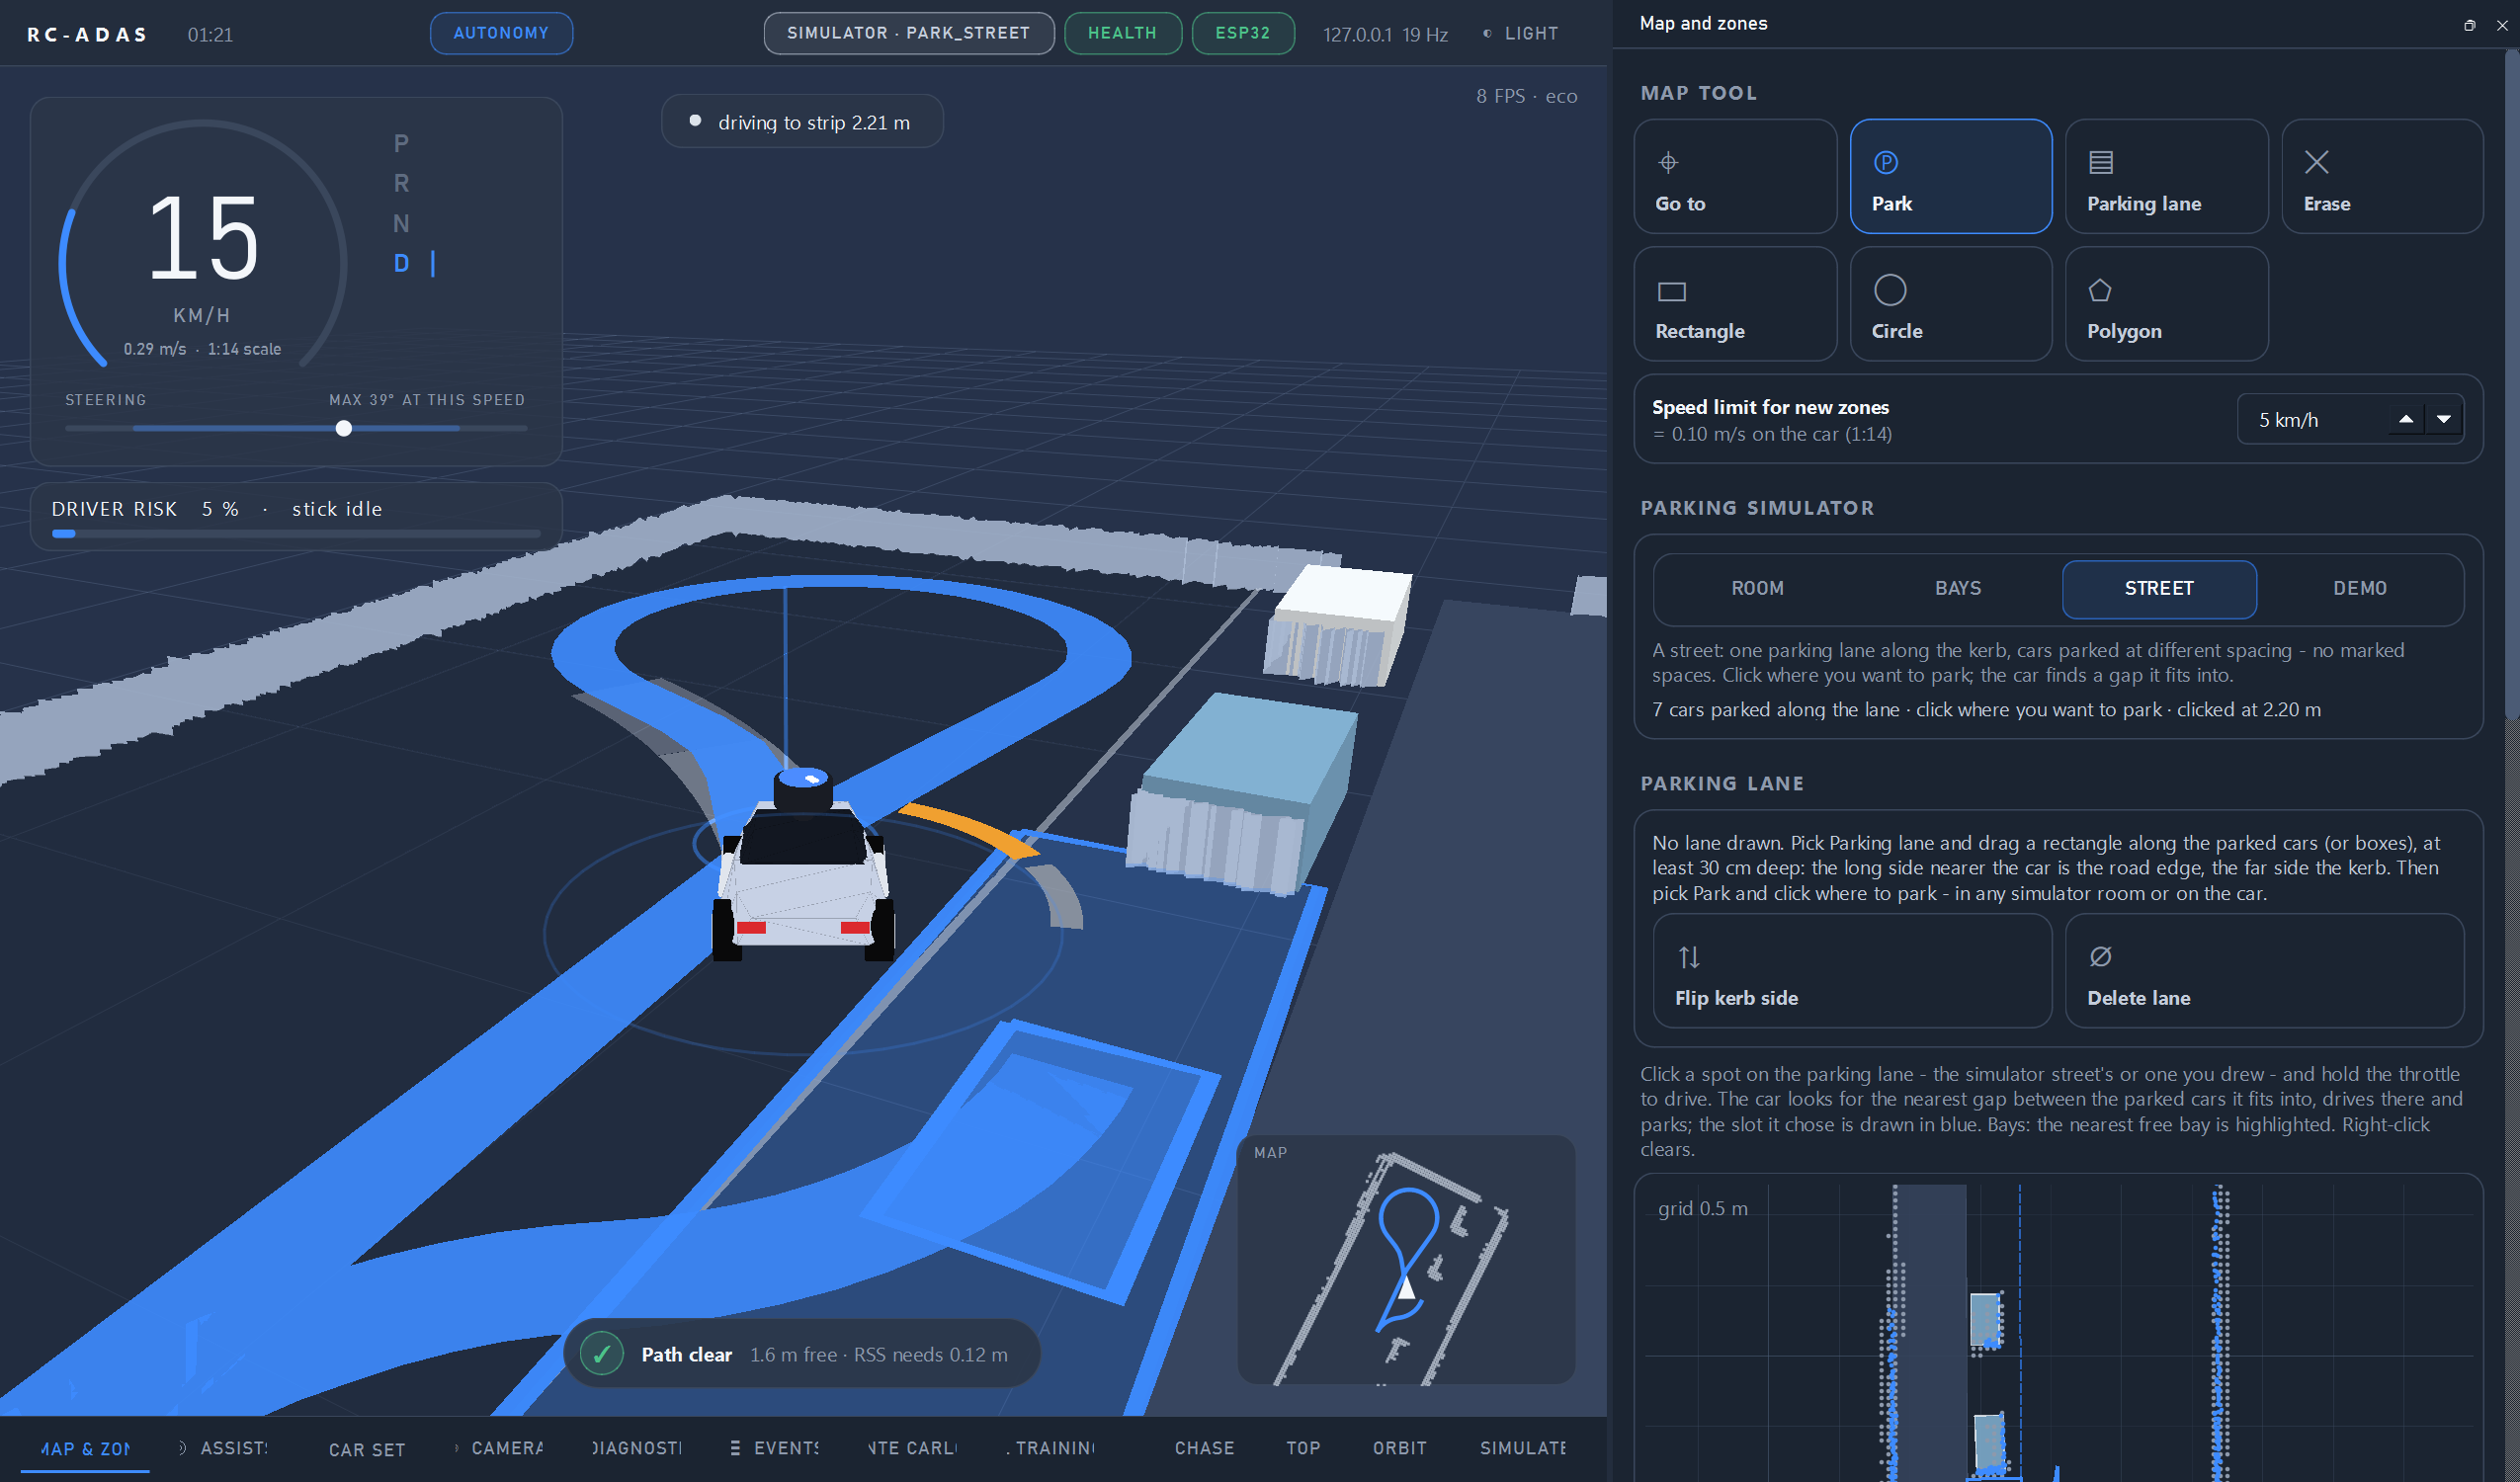 RC-ADAS 01:21 AUTONOMY SIMULATOR · PARK_STREET HEALTH ESP32 127.0.0.1 19 Hz LIGHT
8 FPS · eco
driving to strip 2.21 m
P
R
N
D
15
KM/H
0.29 m/s · 1:14 scale
STEERING MAX 39° AT THIS SPEED
DRIVER RISK 5 % · stick idle
MAP
Path clear 1.6 m free · RSS needs 0.12 m
CAR SET CAMERA EVENTS CHASE TOP ORBIT
Map and zones
MAP TOOL
Go to Park Parking lane Erase
Rectangle Circle Polygon
Speed limit for new zones
= 0.10 m/s on the car (1:14)
5 km/h
PARKING SIMULATOR
ROOM BAYS STREET DEMO
A street: one parking lane along the kerb, cars parked at different spacing - no marked
spaces. Click where you want to park; the car finds a gap it fits into.
7 cars parked along the lane · click where you want to park · clicked at 2.20 m
PARKING LANE
No lane drawn. Pick Parking lane and drag a rectangle along the parked cars (or boxes), at
least 30 cm deep: the long side nearer the car is the road edge, the far side the kerb. Then
pick Park and click where to park - in any simulator room or on the car.
Flip kerb side Delete lane
Click a spot on the parking lane - the simulator street's or one you drew - and hold the throttle
to drive. The car looks for the nearest gap between the parked cars it fits into, drives there and
parks; the slot it chose is drawn in blue. Bays: the nearest free bay is highlighted. Right-click
clears.
grid 0.5 m